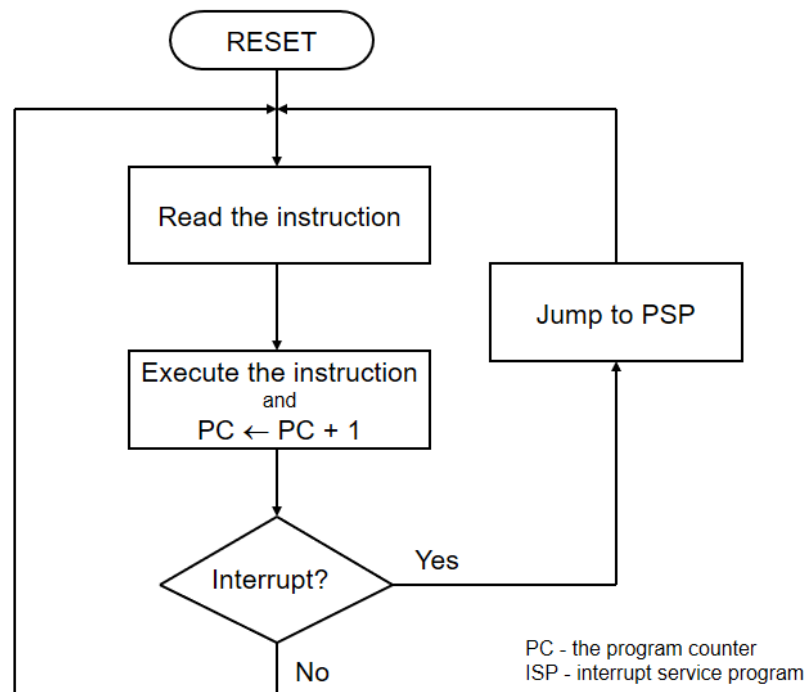 RESET
Read the instruction
Jump to PSP
Execute the instruction
and
PC ← PC + 1
Interrupt?
Yes
No
PC - the program counter
ISP - interrupt service program